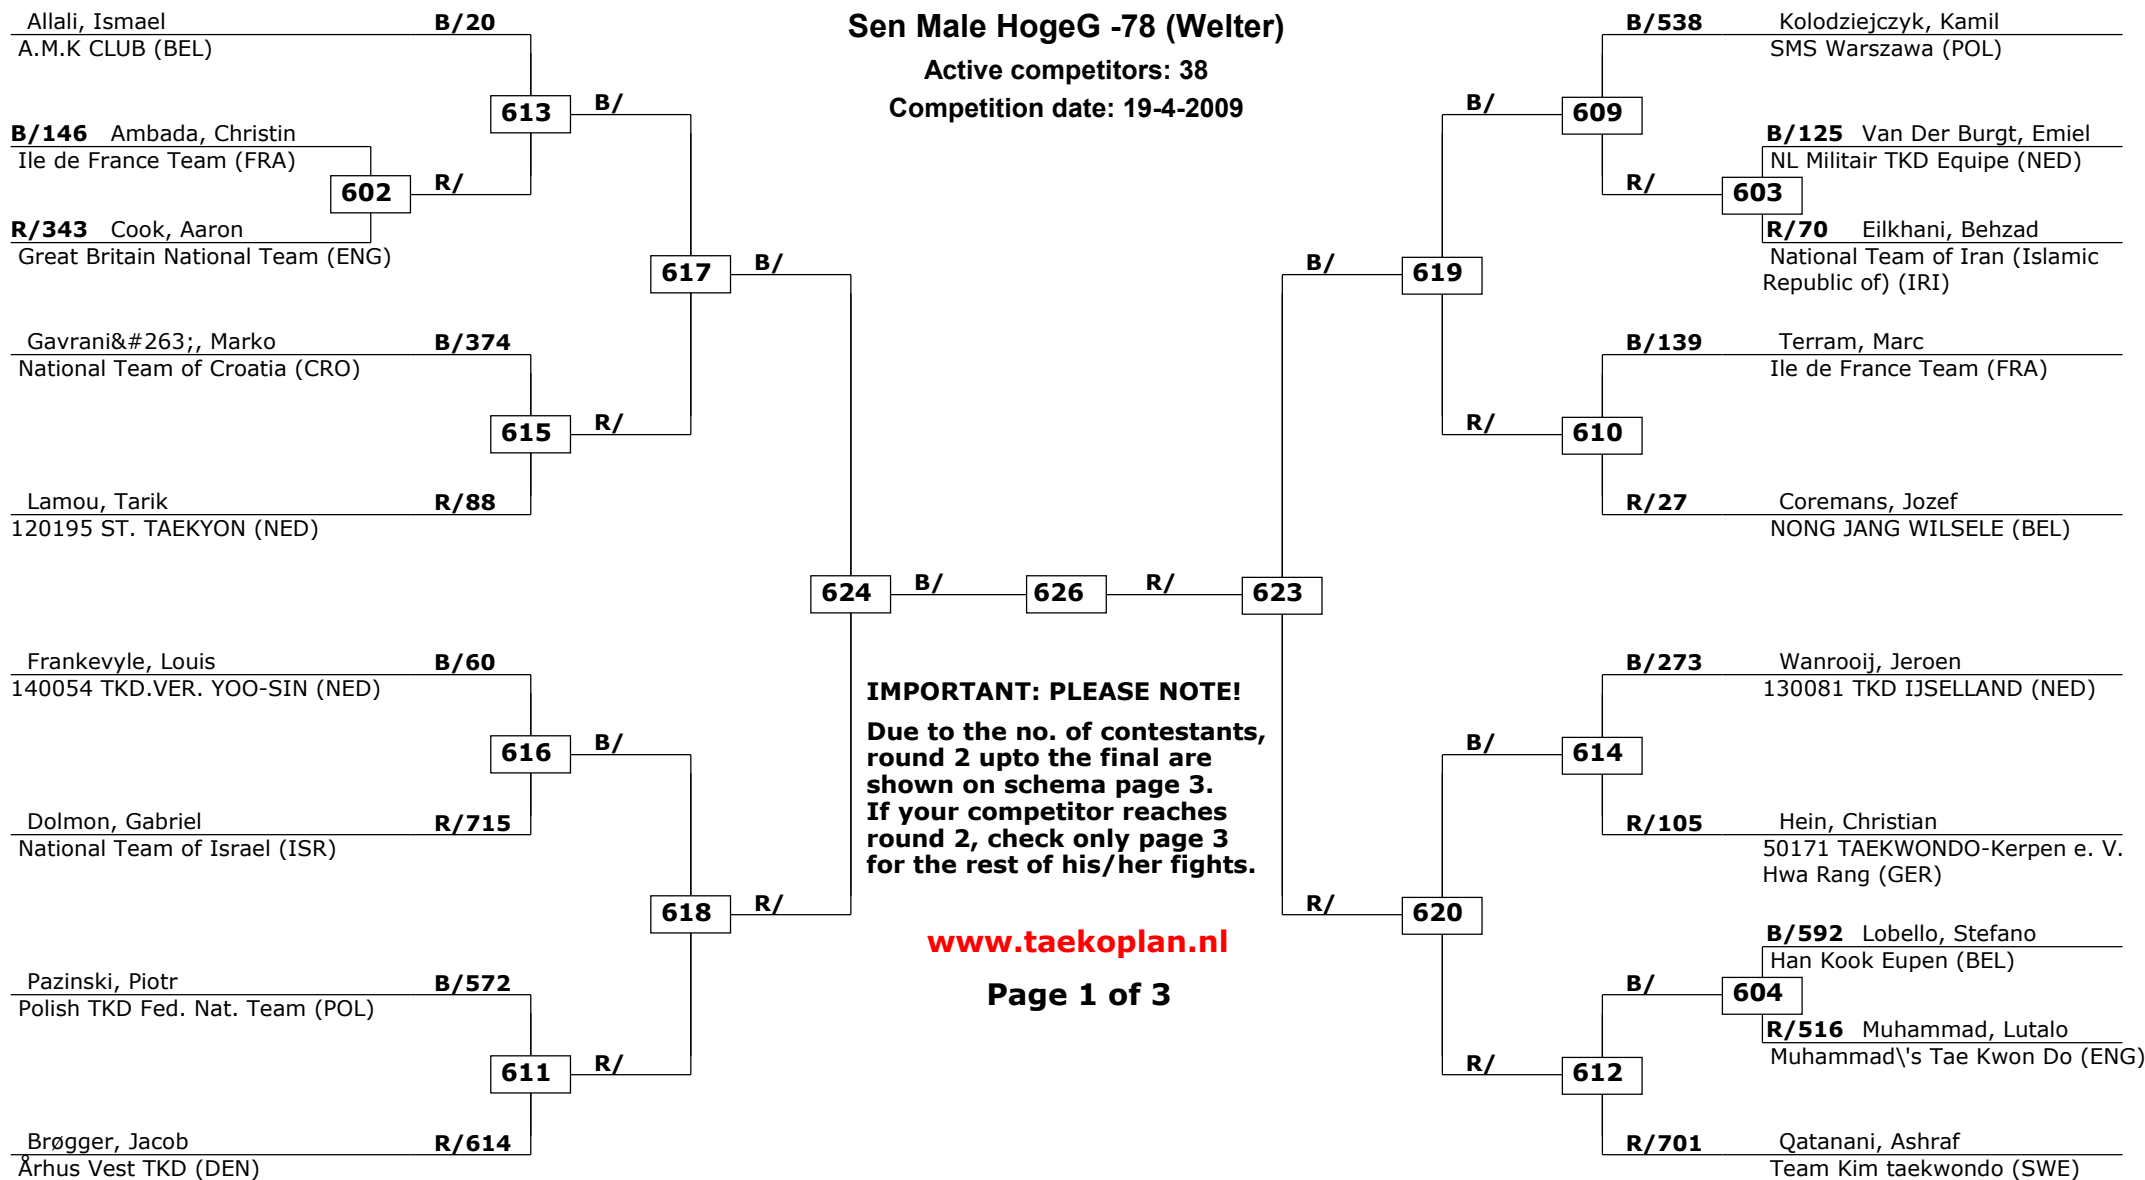 Sen Male HogeG -78 (Welter)
Active competitors: 38
Competition date: 19-4-2009
Allali, Ismael B/20
A.M.K CLUB (BEL)
613 B/
B/146 Ambada, Christin
Ile de France Team (FRA)
602 R/
R/343 Cook, Aaron
Great Britain National Team (ENG)
617 B/
Gavrani&#263;, Marko B/374
National Team of Croatia (CRO)
615 R/
Lamou, Tarik R/88
120195 ST. TAEKYON (NED)
624 B/ 626 R/ 623
Frankevyle, Louis B/60
140054 TKD.VER. YOO-SIN (NED)
616 B/
Dolmon, Gabriel R/715
National Team of Israel (ISR)
618 R/
Pazinski, Piotr B/572
Polish TKD Fed. Nat. Team (POL)
611 R/
Brøgger, Jacob R/614
Århus Vest TKD (DEN)
IMPORTANT: PLEASE NOTE!
Due to the no. of contestants,
round 2 upto the final are
shown on schema page 3.
If your competitor reaches
round 2, check only page 3
for the rest of his/her fights.
www.taekoplan.nl
Page 1 of 3
B/538 Kolodziejczyk, Kamil
SMS Warszawa (POL)
B/ 609
B/125 Van Der Burgt, Emiel
NL Militair TKD Equipe (NED)
R/ 603
R/70 Eilkhani, Behzad
National Team of Iran (Islamic
Republic of) (IRI)
B/ 619
B/139 Terram, Marc
Ile de France Team (FRA)
R/ 610
R/27 Coremans, Jozef
NONG JANG WILSELE (BEL)
B/273 Wanrooij, Jeroen
130081 TKD IJSELLAND (NED)
B/ 614
R/105 Hein, Christian
50171 TAEKWONDO-Kerpen e. V.
Hwa Rang (GER)
R/ 620
B/592 Lobello, Stefano
Han Kook Eupen (BEL)
B/ 604
R/516 Muhammad, Lutalo
Muhammad\'s Tae Kwon Do (ENG)
R/ 612
R/701 Qatanani, Ashraf
Team Kim taekwondo (SWE)